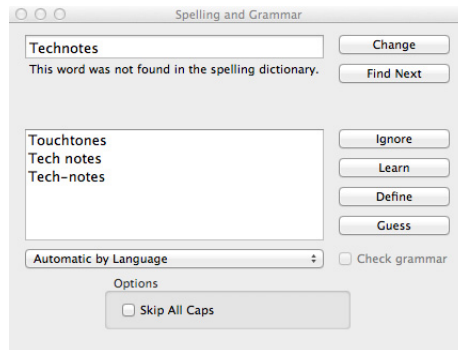 Spelling and Grammar
Technotes
Change
This word was not found in the spelling dictionary.
Find Next
Touchtones
Tech notes
Tech-notes
Ignore
Learn
Define
Guess
Automatic by Language
Check grammar
Options
Skip All Caps